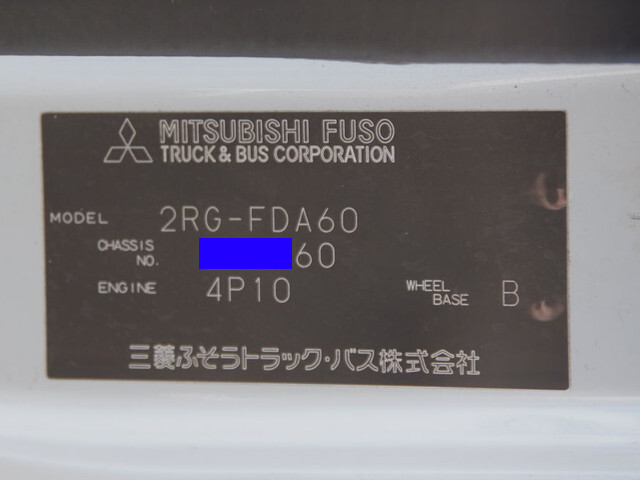 MITSUBISHI FUSO
TRUCK & BUS CORPORATION
MODEL 2RG-FDA60
CHASSIS NO. 60
ENGINE 4P10 WHEEL BASE B
三菱ふそうトラック・バス株式会社